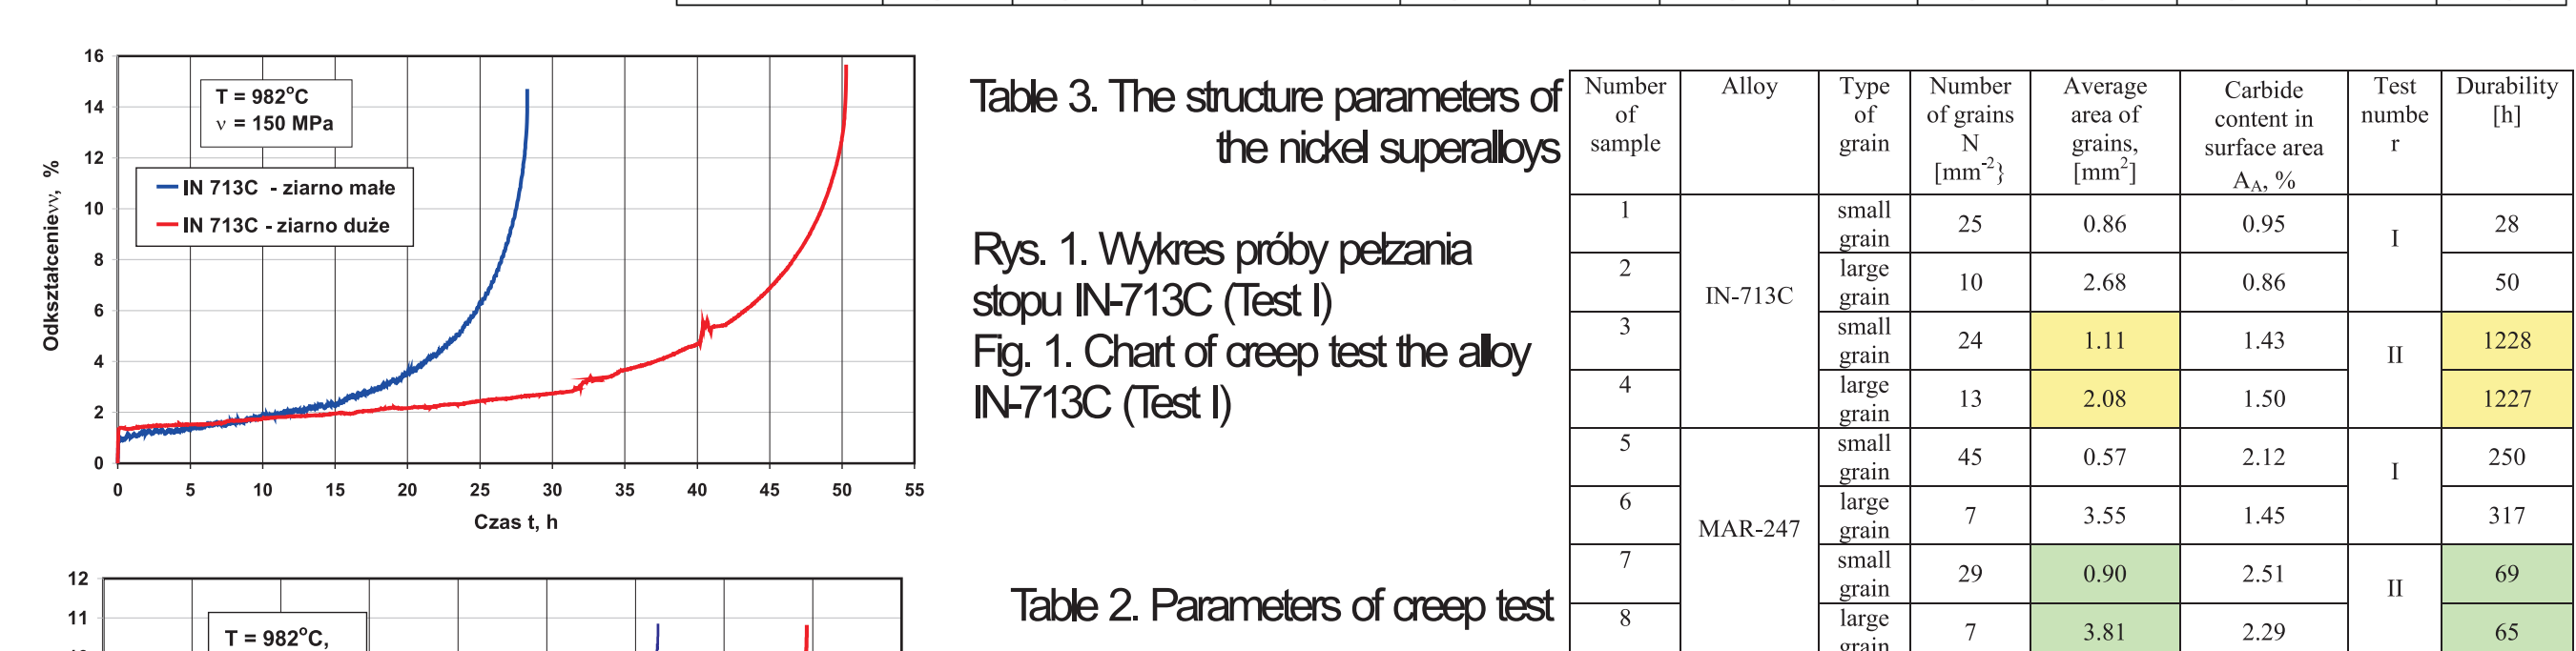 16
14
12
10
8
6
4
2
0
Odkształcenieνν, %
T = 982°C
ν = 150 MPa
IN 713C - ziarno małe
IN 713C - ziarno duże
0 5 10 15 20 25 30 35 40 45 50 55
Czas t, h
12
11
T = 982°C,
Table 3. The structure parameters of
the nickel superalloys
Rys. 1. Wykres próby pełzania
stopu IN-713C (Test I)
Fig. 1. Chart of creep test the alloy
IN-713C (Test I)
Table 2. Parameters of creep test
Number of sample | Alloy | Type of grain | Number of grains N [mm-2} | Average area of grains, [mm2] | Carbide content in surface area AA, % | Test numbe r | Durability [h]
1 | IN-713C | small grain | 25 | 0.86 | 0.95 | I | 28
2 | large grain | 10 | 2.68 | 0.86 | 50
3 | small grain | 24 | 1.11 | 1.43 | II | 1228
4 | large grain | 13 | 2.08 | 1.50 | 1227
5 | MAR-247 | small grain | 45 | 0.57 | 2.12 | I | 250
6 | large grain | 7 | 3.55 | 1.45 | 317
7 | small grain | 29 | 0.90 | 2.51 | II | 69
8 | large grain | 7 | 3.81 | 2.29 | 65